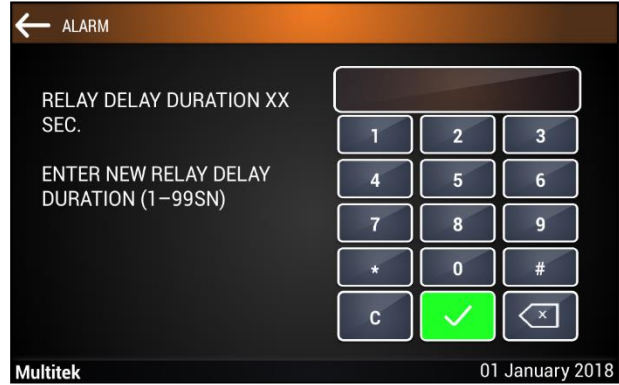 ALARM
RELAY DELAY DURATION XX
SEC.
ENTER NEW RELAY DELAY
DURATION (1–99SN)
1 2 3
4 5 6
7 8 9
* 0 #
C
Multitek 01 January 2018